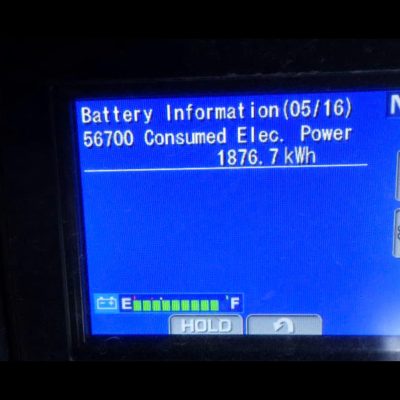 Battery Information(05/16)
56700 Consumed Elec. Power
1876.7kWh
E F
HOLD